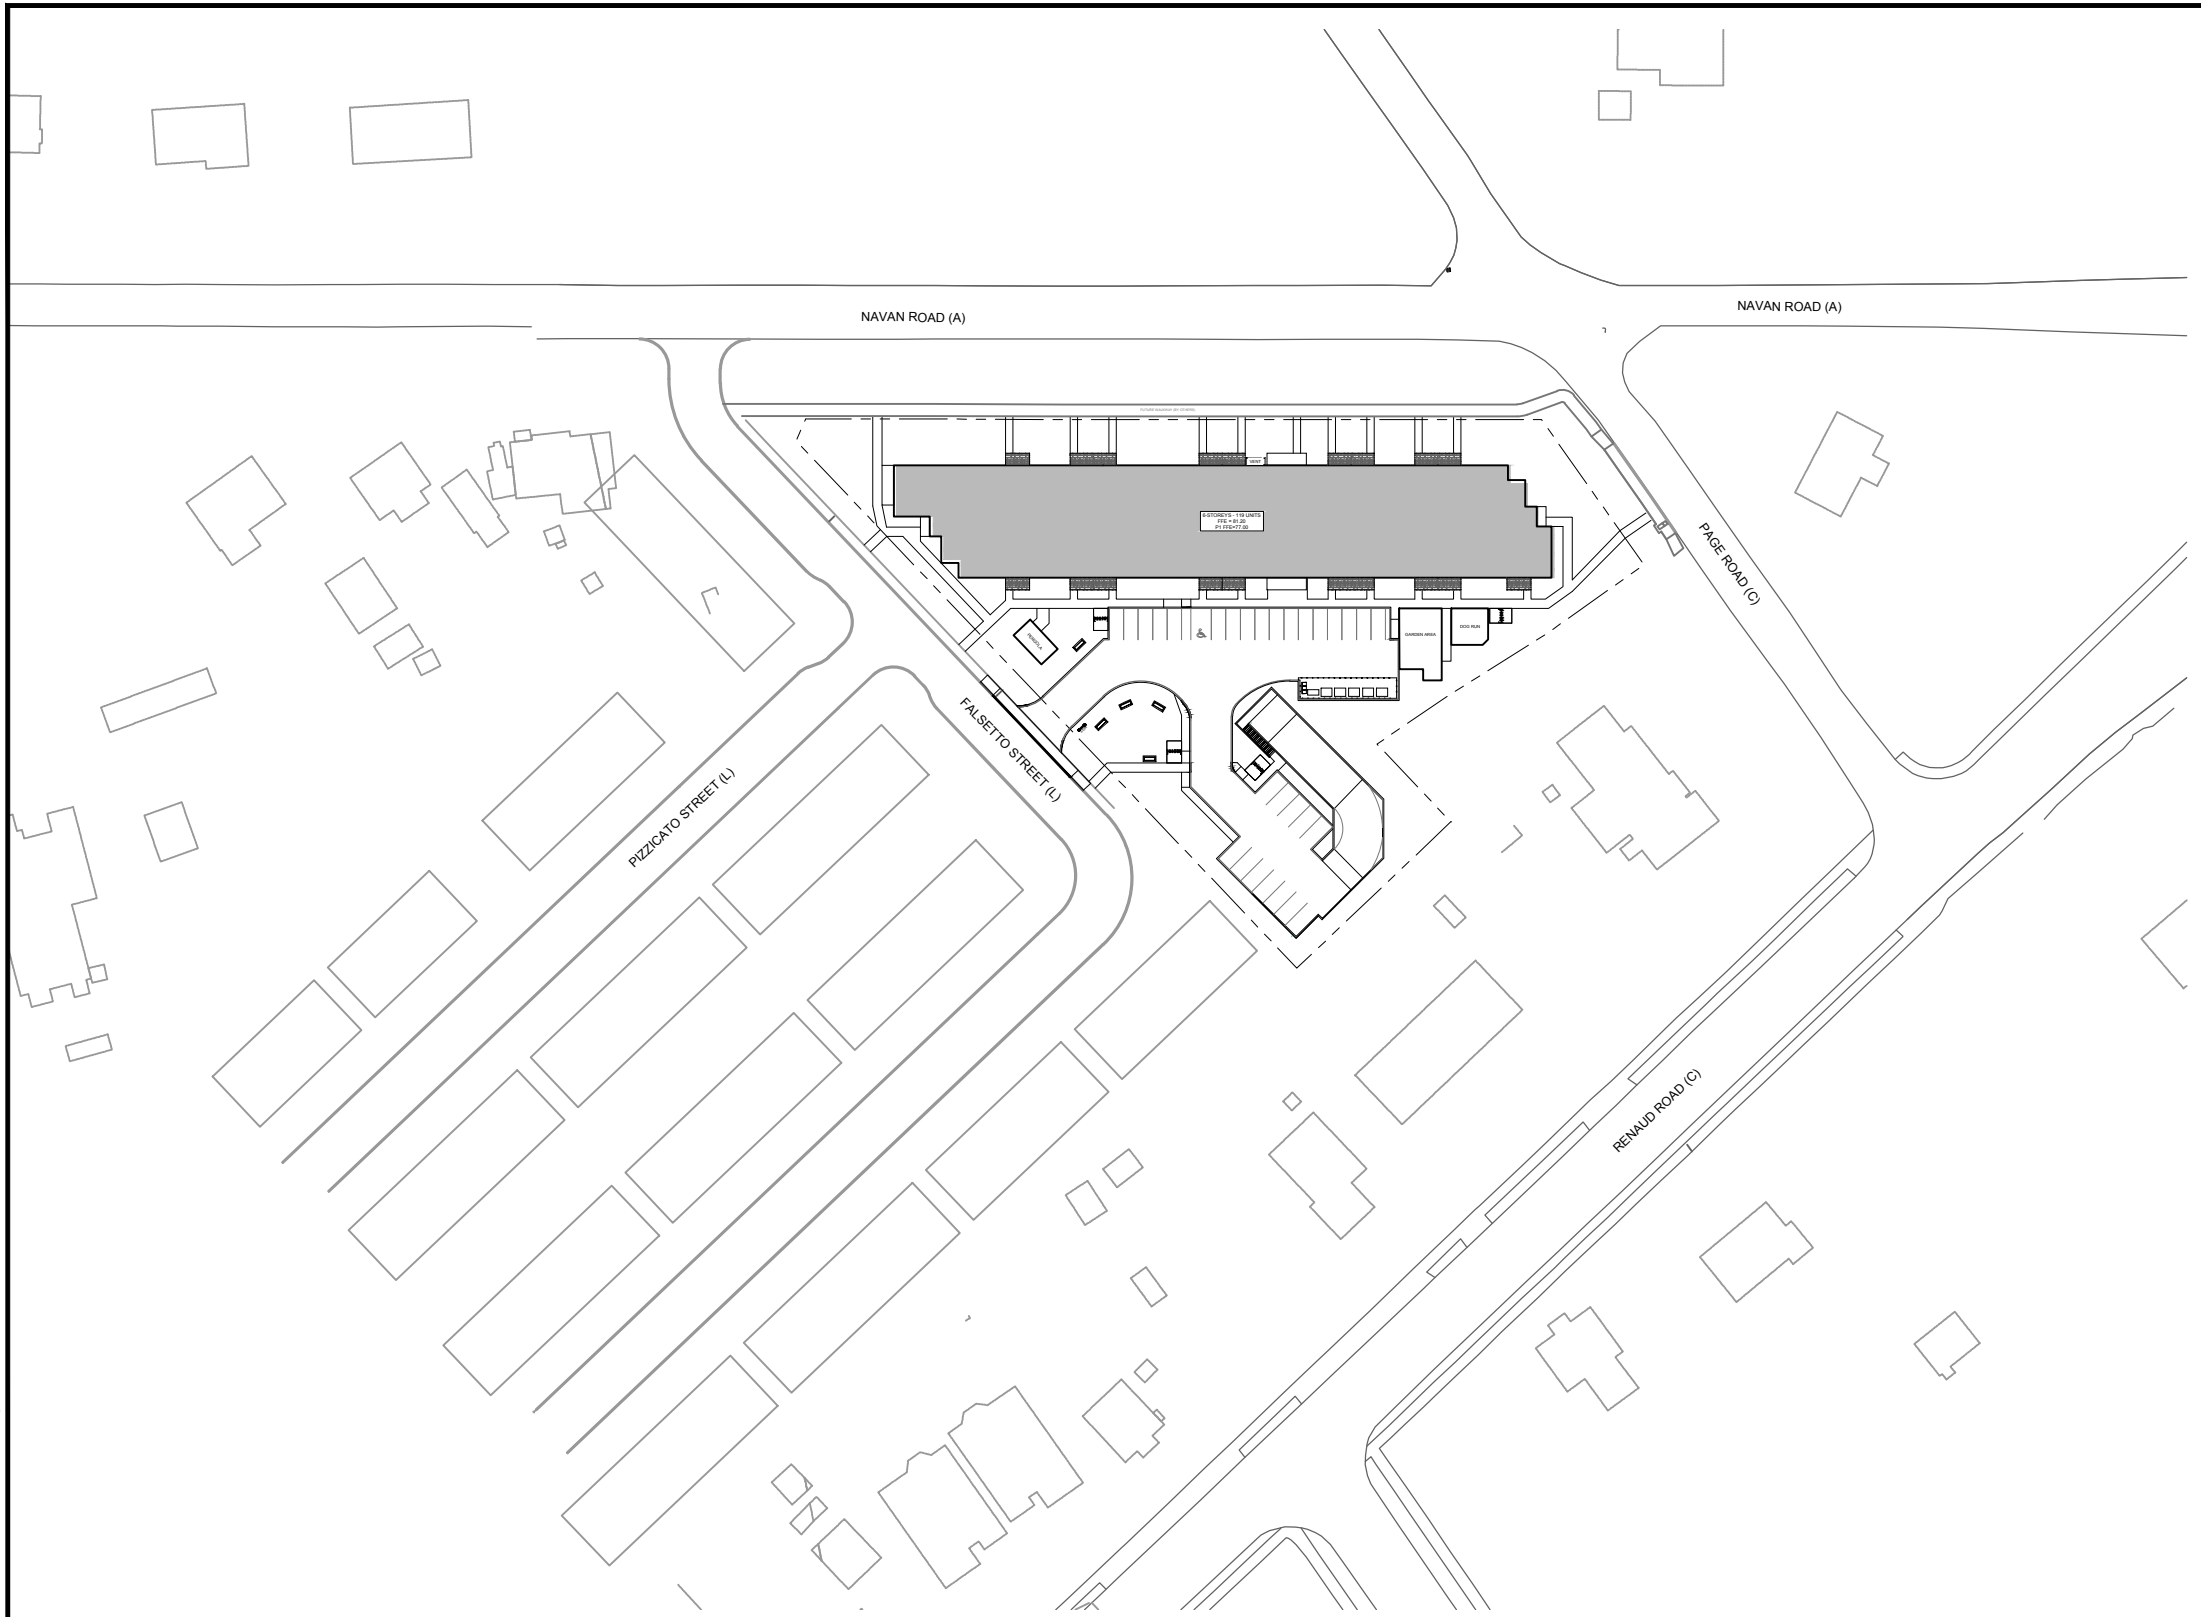 NAVAN ROAD (A)
NAVAN ROAD (A)
VENT
6-STOREYS - 119 UNITS
FFE = 81.20
P1 FFE=77.00
PAGE ROAD (C)
PERGOLA
GARDEN AREA
DOG RUN
FALSETTO STREET (L)
PIZZICATO STREET (L)
RENAUD ROAD (C)